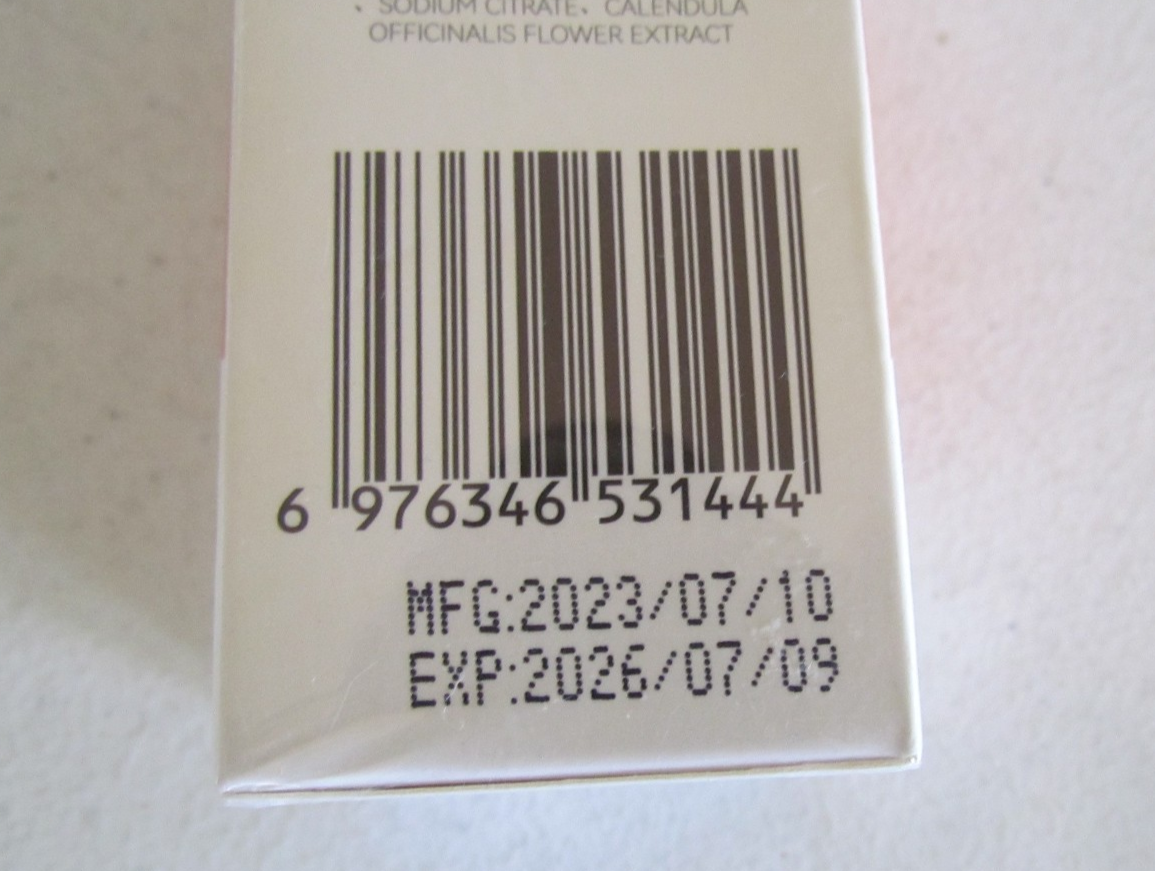 、 SODIUM CITRATE、 CALENDULA
OFFICINALIS FLOWER EXTRACT
6 976346 531444
MFG:2023/07/10
EXP:2026/07/09